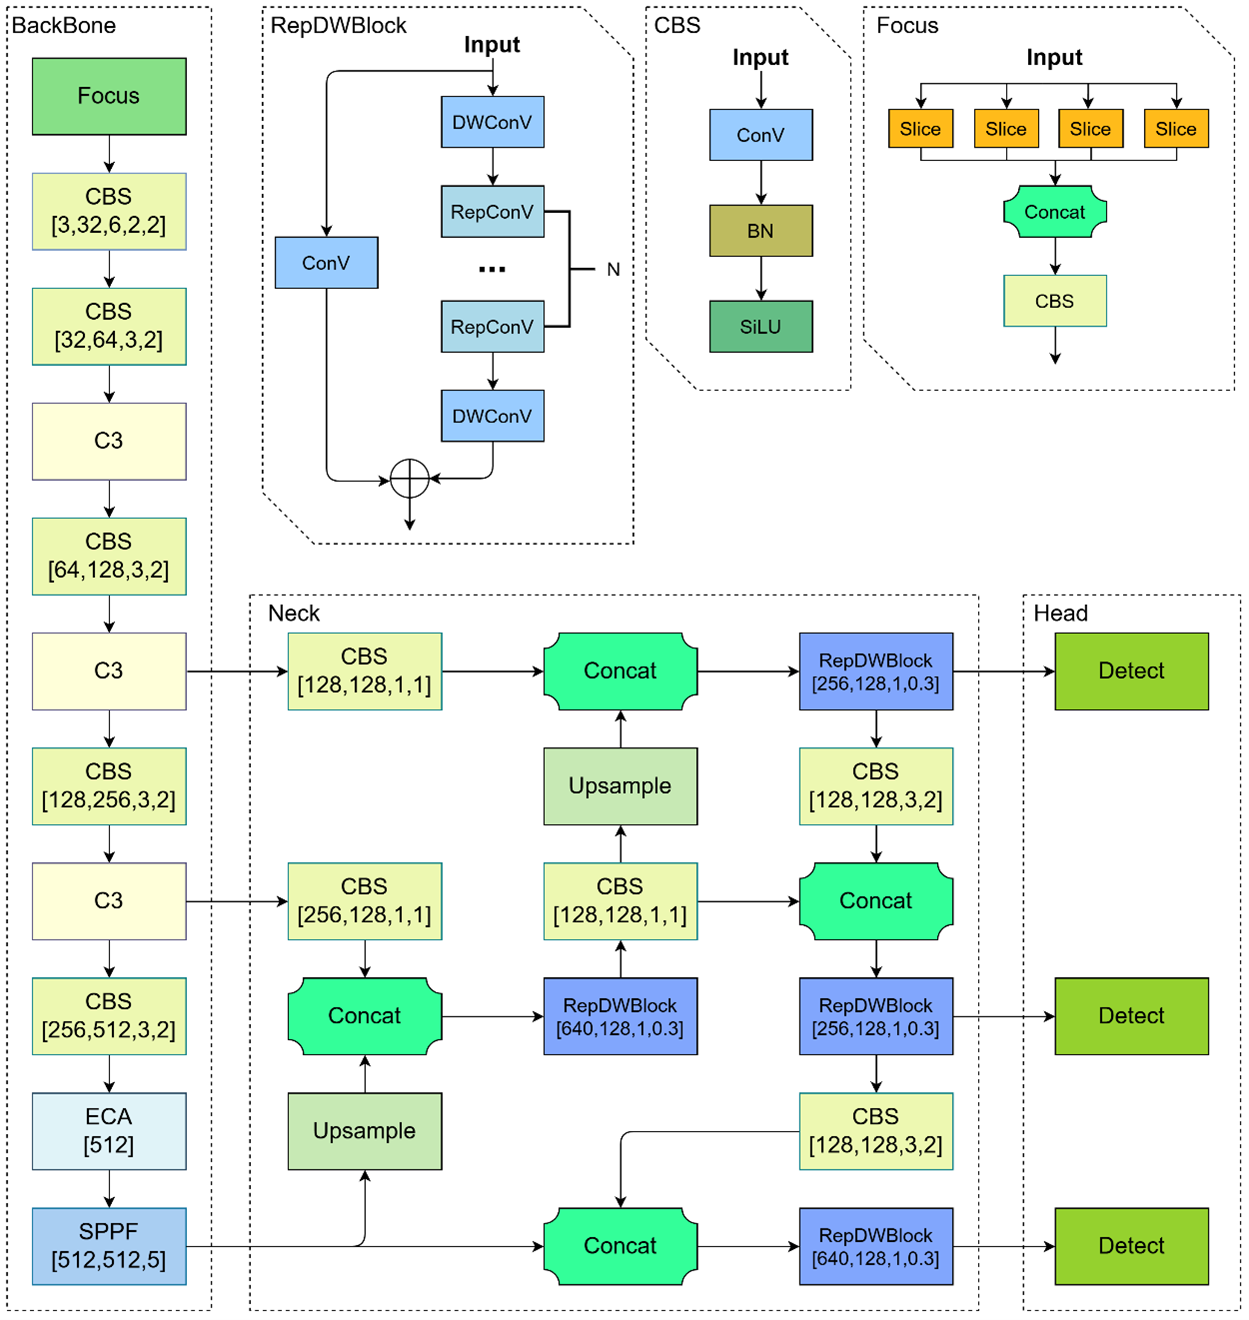 BackBone
Focus
CBS
[3,32,6,2,2]
CBS
[32,64,3,2]
C3
CBS
[64,128,3,2]
C3
CBS
[128,256,3,2]
C3
CBS
[256,512,3,2]
ECA
[512]
SPPF
[512,512,5]
RepDWBlock
Input
DWConV
RepConV
ConV
...
N
RepConV
DWConV
CBS
Input
ConV
BN
SiLU
Focus
Input
Slice
Slice
Slice
Slice
Concat
CBS
Neck
CBS
[128,128,1,1]
Concat
RepDWBlock
[256,128,1,0.3]
Upsample
CBS
[128,128,3,2]
CBS
[256,128,1,1]
CBS
[128,128,1,1]
Concat
Concat
RepDWBlock
[640,128,1,0.3]
RepDWBlock
[256,128,1,0.3]
Upsample
CBS
[128,128,3,2]
Concat
RepDWBlock
[640,128,1,0.3]
Head
Detect
Detect
Detect